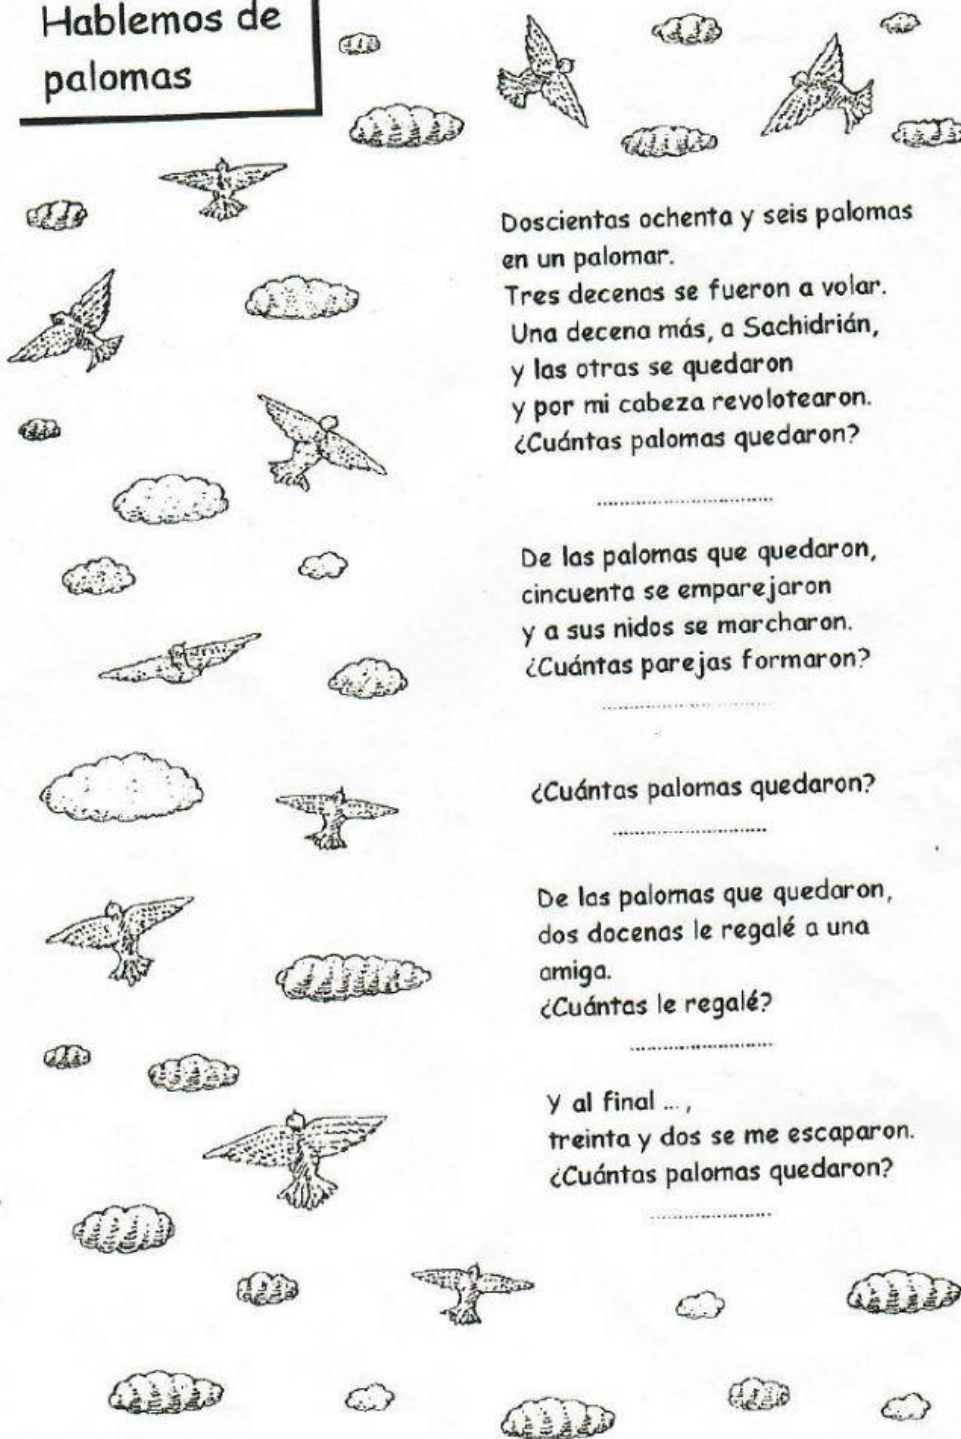 Hablemos de
palomas
Doscientas ochenta y seis palomas
en un palomar.
Tres decenas se fueron a volar.
Una decena más, a Sachidrián,
y las otras se quedaron
y por mi cabeza revolotearon.
¿Cuántas palomas quedaron?
..............................
De las palomas que quedaron,
cincuenta se emparejaron
y a sus nidos se marcharon.
¿Cuántas parejas formaron?
..............................
¿Cuántas palomas quedaron?
..............................
De las palomas que quedaron,
dos docenas le regalé a una
amiga.
¿Cuántas le regalé?
..............................
Y al final ... ,
treinta y dos se me escaparon.
¿Cuántas palomas quedaron?
..............................